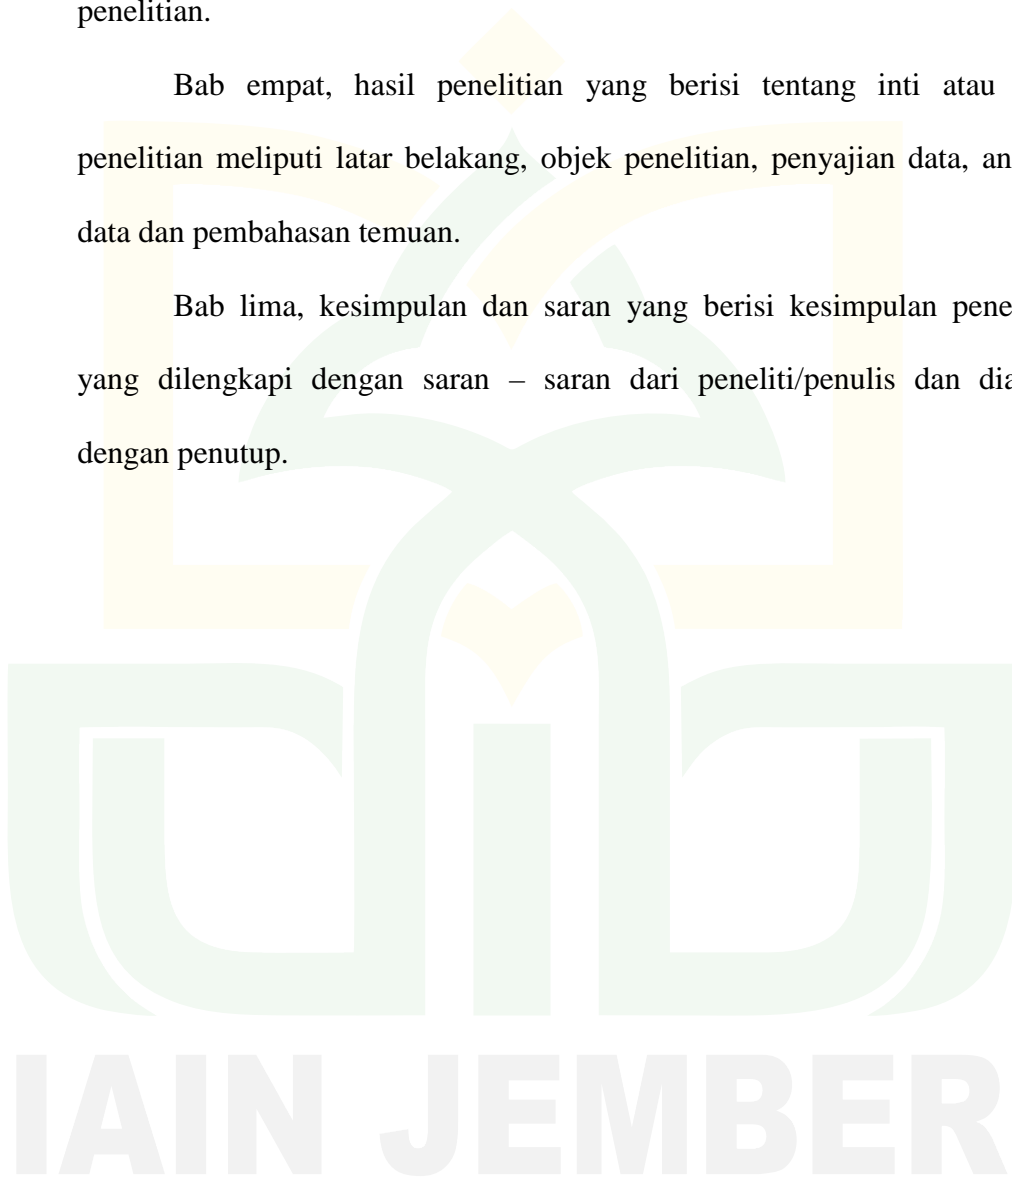 penelitian.
Bab empat, hasil penelitian yang berisi tentang inti atau
penelitian meliputi latar belakang, objek penelitian, penyajian data, an
data dan pembahasan temuan.
Bab lima, kesimpulan dan saran yang berisi kesimpulan pene
yang dilengkapi dengan saran – saran dari peneliti/penulis dan dia
dengan penutup.
IAIN JEMBER